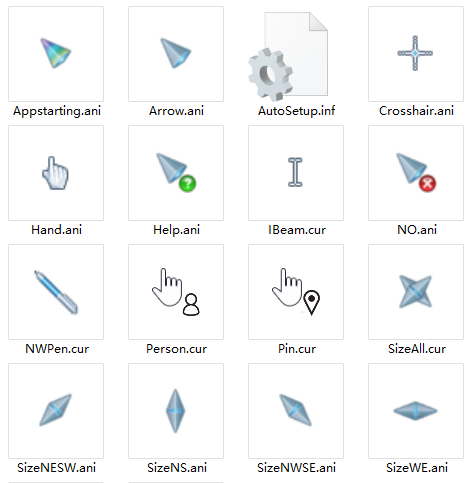 Appstarting.ani
Arrow.ani
AutoSetup.inf
Crosshair.ani
Hand.ani
Help.ani
IBeam.cur
NO.ani
NWPen.cur
Person.cur
Pin.cur
SizeAll.cur
SizeNESW.ani
SizeNS.ani
SizeNWSE.ani
SizeWE.ani